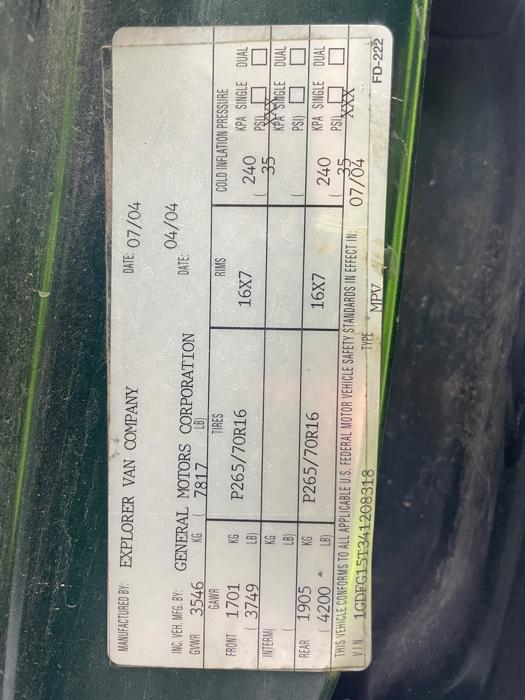 MANUFACTURED BY: EXPLORER VAN COMPANY DATE: 07/04
INC. VEH. MFG. BY: GENERAL MOTORS CORPORATION DATE: 04/04
GVWR 3546 KG ( 7817 LB)
GAWR TIRES RIMS COLD INFLATION PRESSURE
FRONT 1701 KG P265/70R16 16X7 240 KPA SINGLE DUAL
( 3749 LB) ( 35 PSI) XXX
INTERM( KG KPA SINGLE DUAL
( LB) ( PSI)
REAR 1905 KG P265/70R16 16X7 240 KPA SINGLE DUAL
( 4200 LB) ( 35 PSI) XXX
THIS VEHICLE CONFORMS TO ALL APPLICABLE U.S. FEDERAL MOTOR VEHICLE SAFETY STANDARDS IN EFFECT IN: 07/04
V.I.N. 1GDFG15T341208318 TYPE MPV FD-222